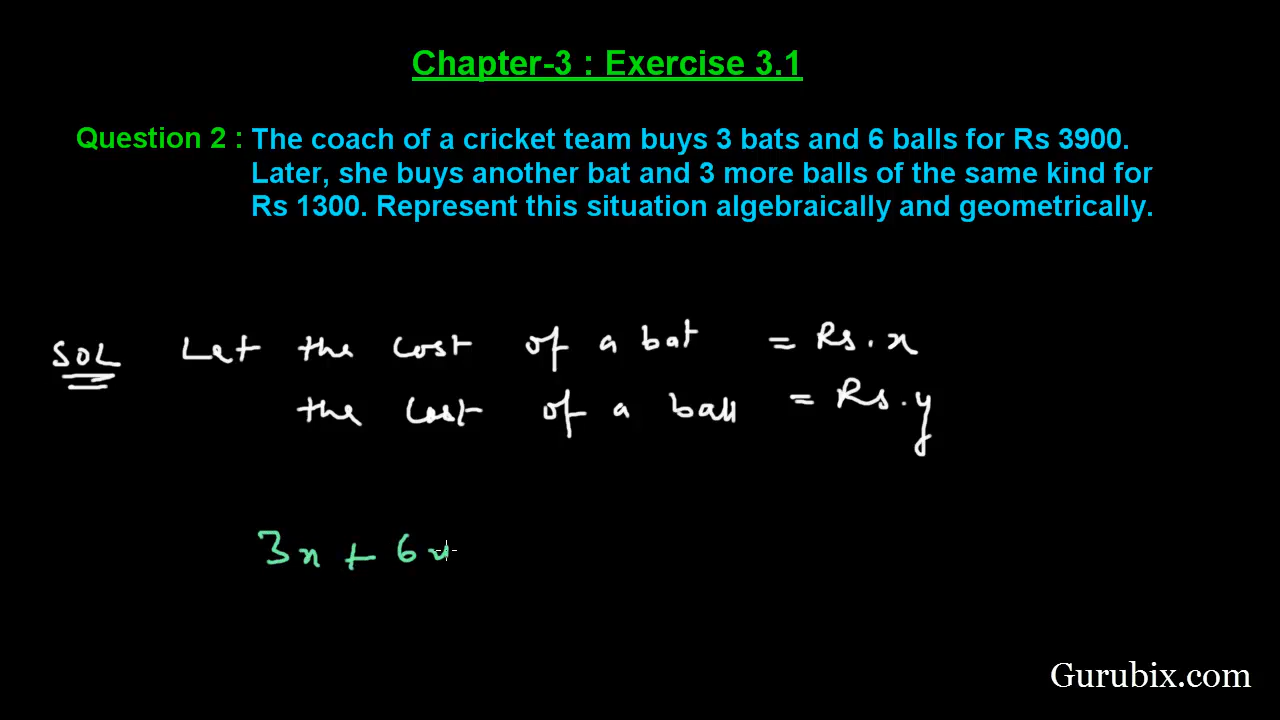 Chapter-3 : Exercise 3.1
Question 2 : The coach of a cricket team buys 3 bats and 6 balls for Rs 3900.
Later, she buys another bat and 3 more balls of the same kind for
Rs 1300. Represent this situation algebraically and geometrically.
SOL Let the cost of a bat = Rs. x
the cost of a ball = Rs. y
3x + 6
Gurubix.com